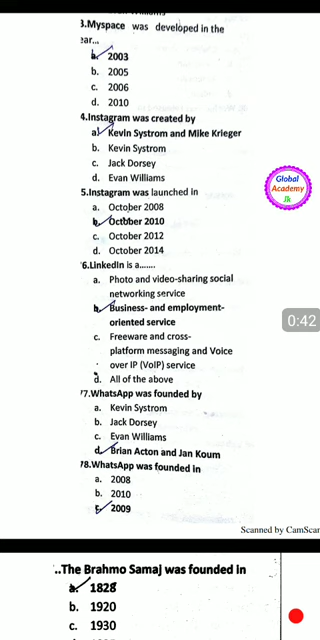 3.Myspace was developed in the
ear...
a. 2003
b. 2005
c. 2006
d. 2010
4.Instagram was created by
a. Kevin Systrom and Mike Krieger
b. Kevin Systrom
c. Jack Dorsey
d. Evan Williams
5.Instagram was launched in
a. October 2008
b. October 2010
c. October 2012
d. October 2014
Global
Academy
Jk
'6.LinkedIn is a.......
a. Photo and video-sharing social
networking service
b. Business- and employment-
oriented service
c. Freeware and cross-
platform messaging and Voice
over IP (VoIP) service
d. All of the above
0:42
'7.WhatsApp was founded by
a. Kevin Systrom
b. Jack Dorsey
c. Evan Williams
d. Brian Acton and Jan Koum
78.WhatsApp was founded in
a. 2008
b. 2010
c. 2009
Scanned by CamScan
..The Brahmo Samaj was founded in
a. 1828
b. 1920
c. 1930